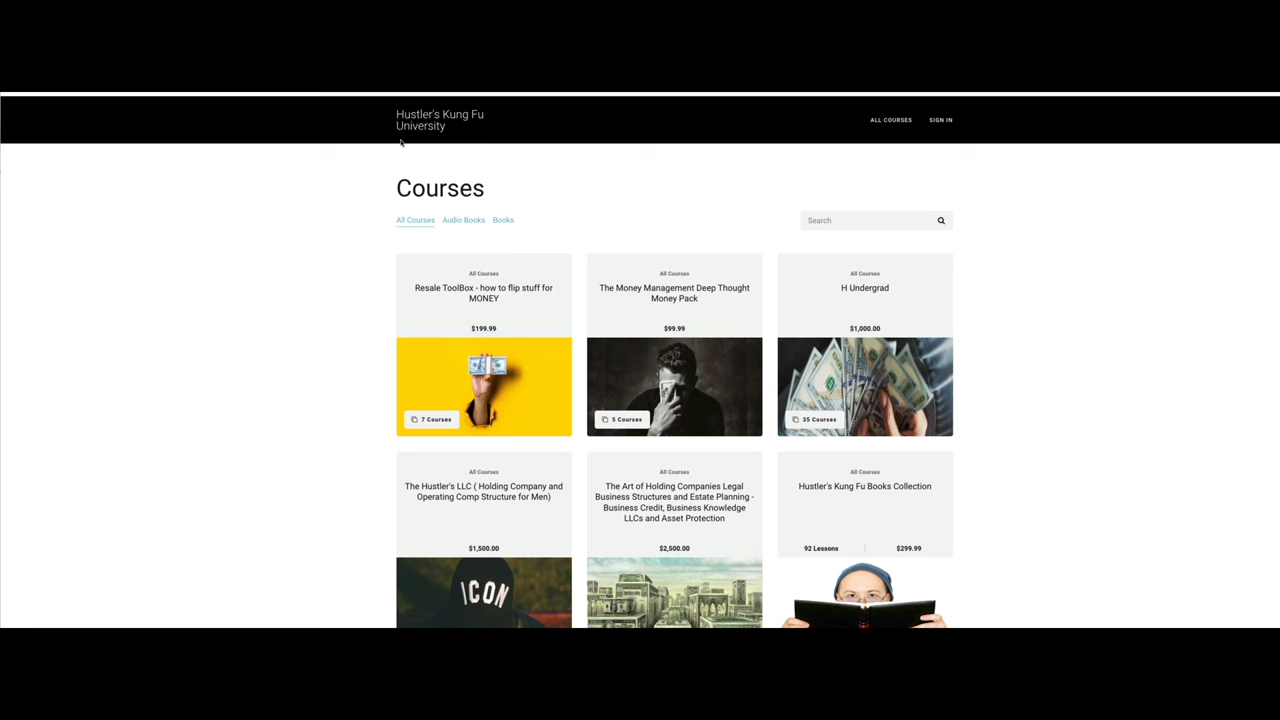 Hustler's Kung Fu
University
ALL COURSES
SIGN IN
Courses
All Courses
Audio Books
Books
Search
All Courses
Resale ToolBox - how to flip stuff for
MONEY
$199.99
7 Courses
All Courses
The Money Management Deep Thought
Money Pack
$99.99
5 Courses
All Courses
H Undergrad
$1,000.00
35 Courses
All Courses
The Hustler's LLC ( Holding Company and
Operating Comp Structure for Men)
$1,500.00
ICON
All Courses
The Art of Holding Companies Legal
Business Structures and Estate Planning -
Business Credit, Business Knowledge
LLCs and Asset Protection
$2,500.00
All Courses
Hustler's Kung Fu Books Collection
92 Lessons
$299.99